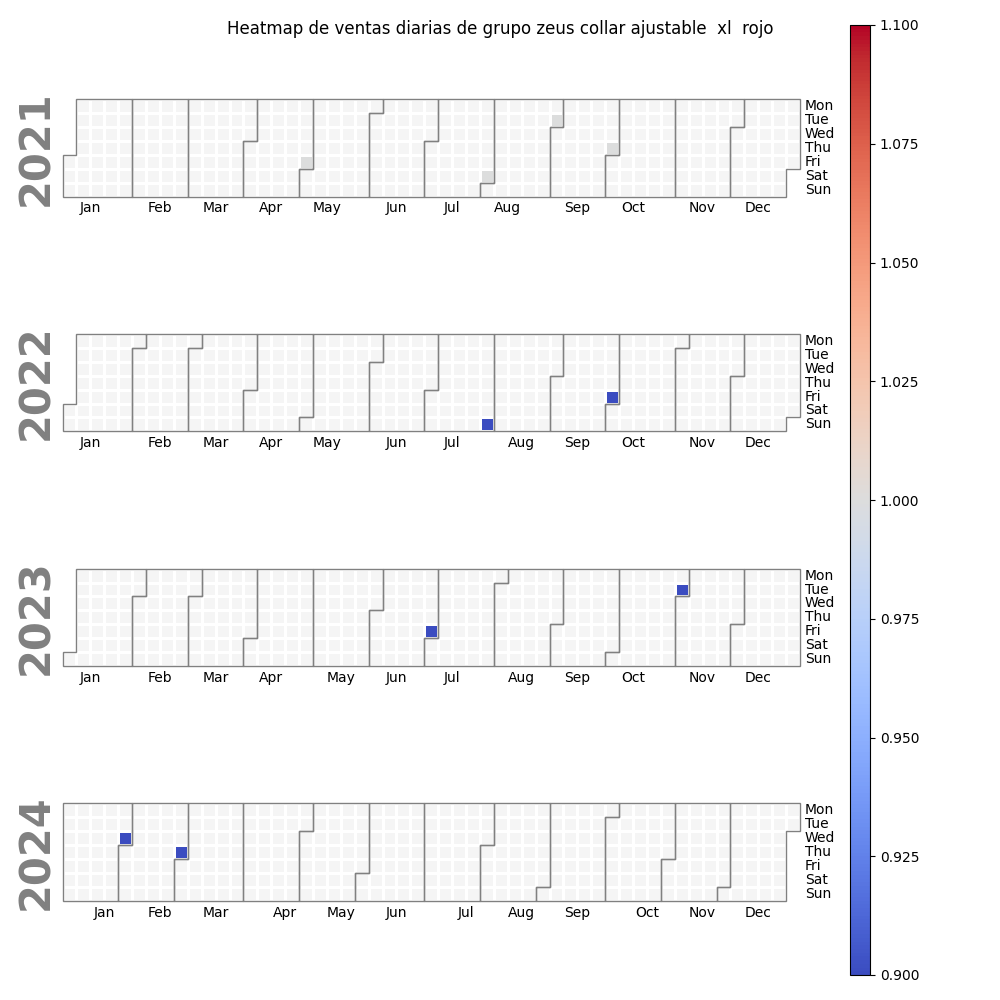 Heatmap de ventas diarias de grupo zeus collar ajustable  xl  rojo
2021
Mon
Tue
Wed
Thu
Fri
Sat
Sun
Jan Feb Mar Apr May Jun Jul Aug Sep Oct Nov Dec
2022
Mon
Tue
Wed
Thu
Fri
Sat
Sun
Jan Feb Mar Apr May Jun Jul Aug Sep Oct Nov Dec
2023
Mon
Tue
Wed
Thu
Fri
Sat
Sun
Jan Feb Mar Apr May Jun Jul Aug Sep Oct Nov Dec
2024
Mon
Tue
Wed
Thu
Fri
Sat
Sun
Jan Feb Mar Apr May Jun Jul Aug Sep Oct Nov Dec
1.100
1.075
1.050
1.025
1.000
0.975
0.950
0.925
0.900